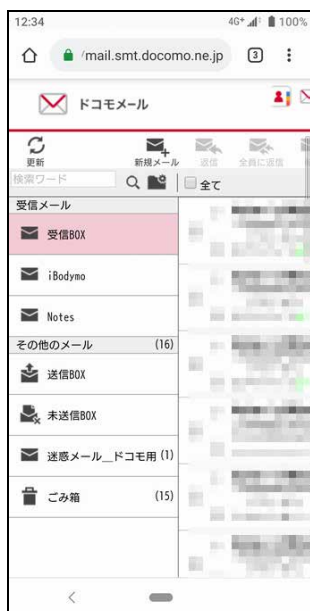 12:34
4G+ 100%
/mail.smt.docomo.ne.jp
3
ドコモメール
更新
新規メール
返信
全員に返信
検索ワード
全て
受信メール
受信BOX
iBodymo
Notes
その他のメール (16)
送信BOX
未送信BOX
迷惑メール__ドコモ用 (1)
ごみ箱 (15)